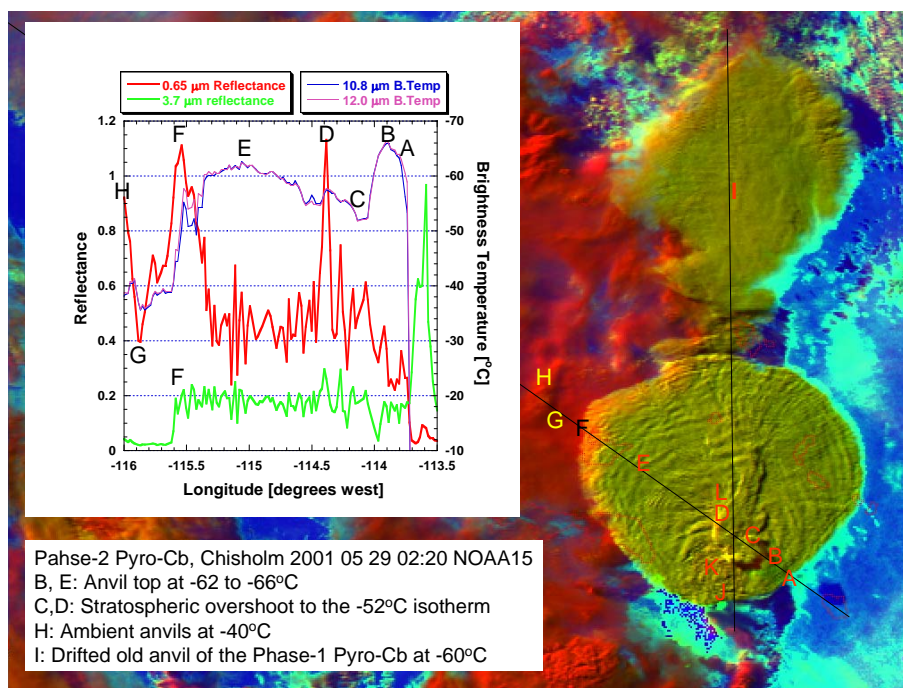 0.65 μm Reflectance
3.7 μm reflectance
10.8 μm B.Temp
12.0 μm B.Temp
1.2
1
0.8
0.6
0.4
0.2
0
Reflectance
-70
-60
-50
-40
-30
-20
-10
Brightness Temperature [°C]
-116
-115.5
-115
-114.5
-114
-113.5
Longitude [degrees west]
H
F
E
D
C
B
A
G
F
I
H
G
F
E
L
D
C
B
K
A
J
Pahse-2 Pyro-Cb, Chisholm 2001 05 29 02:20 NOAA15
B, E: Anvil top at -62 to -66°C
C,D: Stratospheric overshoot to the -52°C isotherm
H: Ambient anvils at -40°C
I: Drifted old anvil of the Phase-1 Pyro-Cb at -60°C